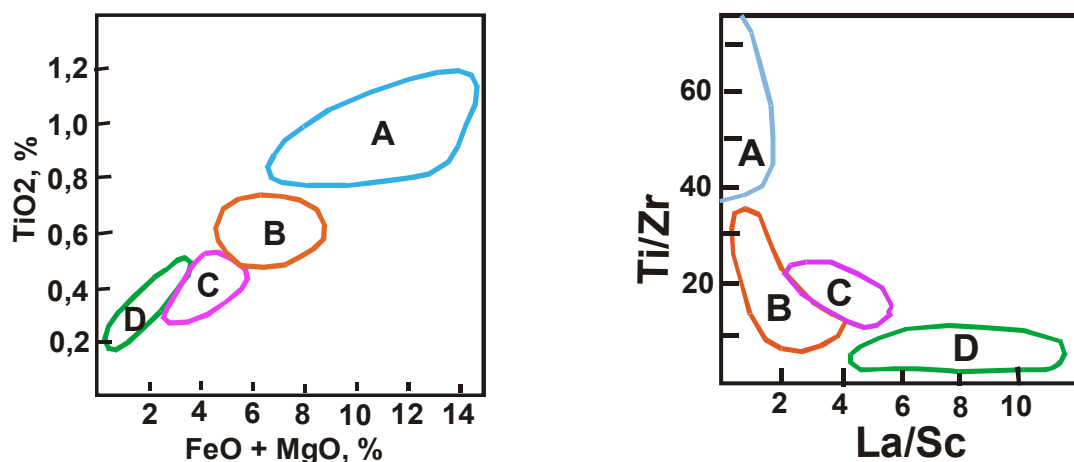 TiO2, %
1,2
1,0
0,8
0,6
0,4
0,2
A
B
C
D
2 4 6 8 10 12 14
FeO + MgO, %
Ti/Zr
60
40
20
A
B
C
D
2 4 6 8 10
La/Sc